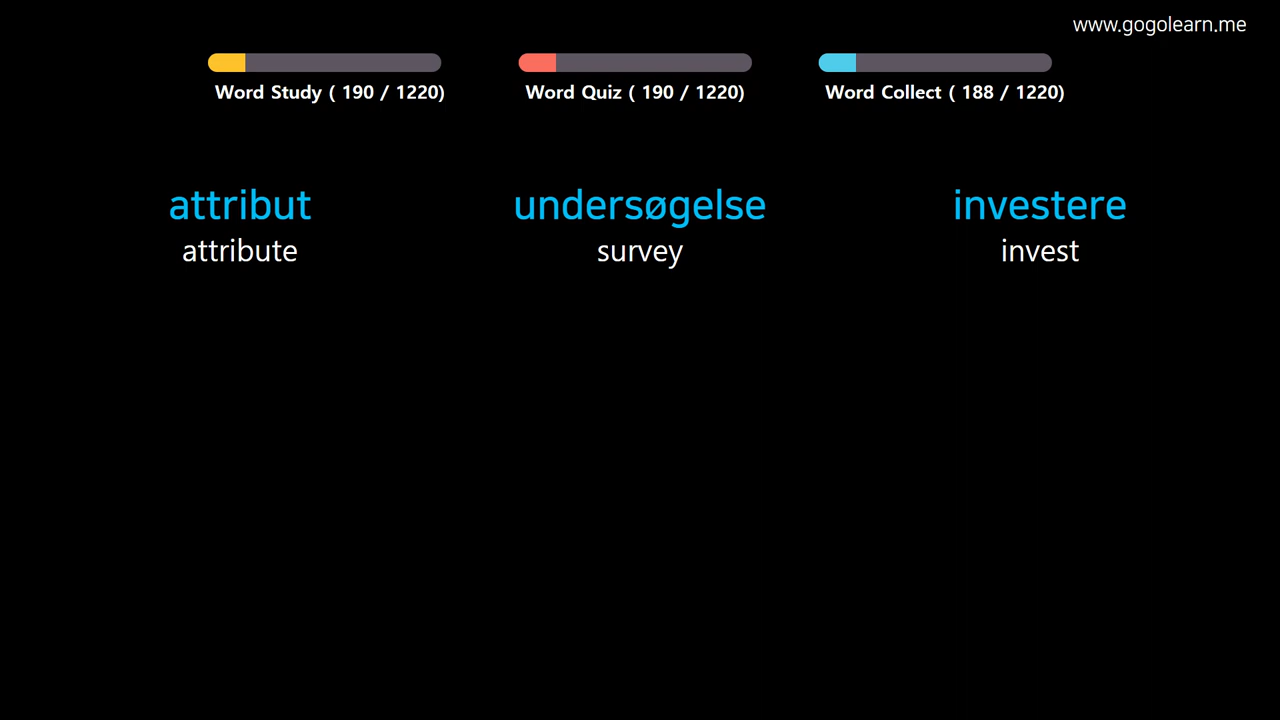 www.gogolearn.me
Word Study ( 190 / 1220)
Word Quiz ( 190 / 1220)
Word Collect ( 188 / 1220)
attribut
attribute
undersøgelse
survey
investere
invest